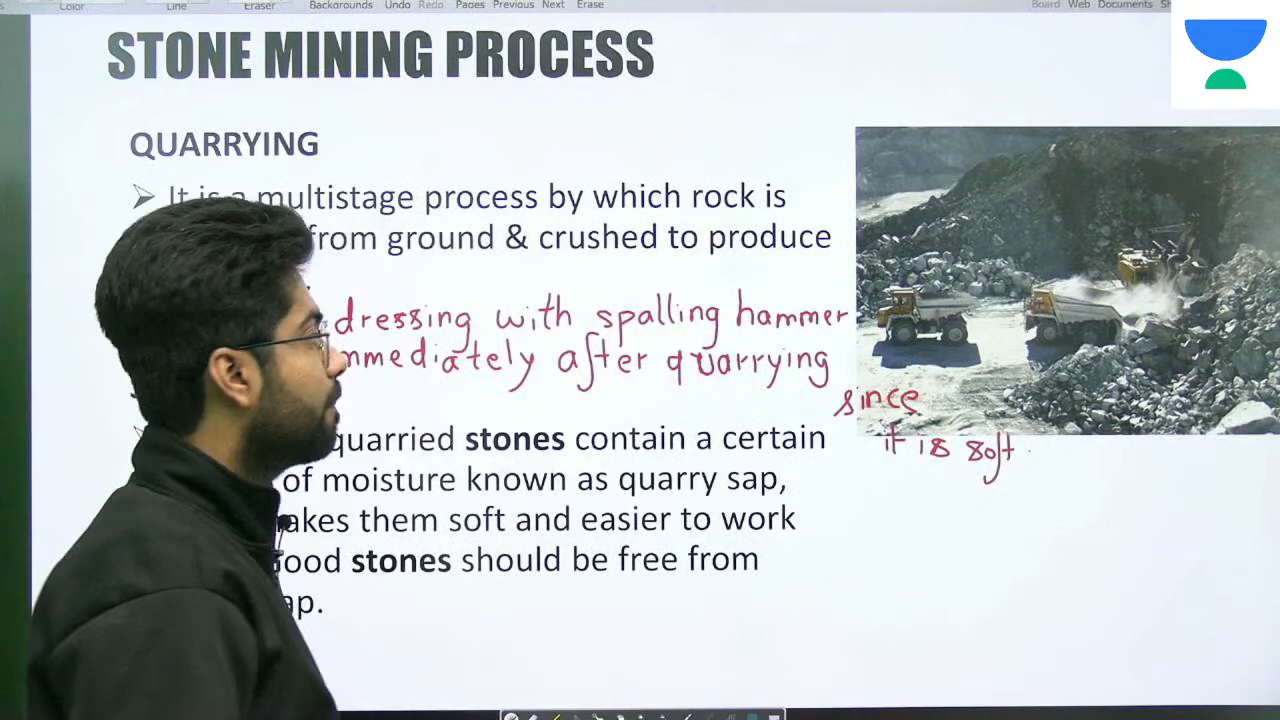 Color Line Eraser Backgrounds Undo Redo Pages Previous Next Erase Board Web Documents
STONE MINING PROCESS
QUARRYING
It is a multistage process by which rock is
from ground & crushed to produce
dressing with spalling hammer
mmediately after quarrying
since
it is soft
quarried stones contain a certain
of moisture known as quarry sap,
akes them soft and easier to work
ood stones should be free from
ap.